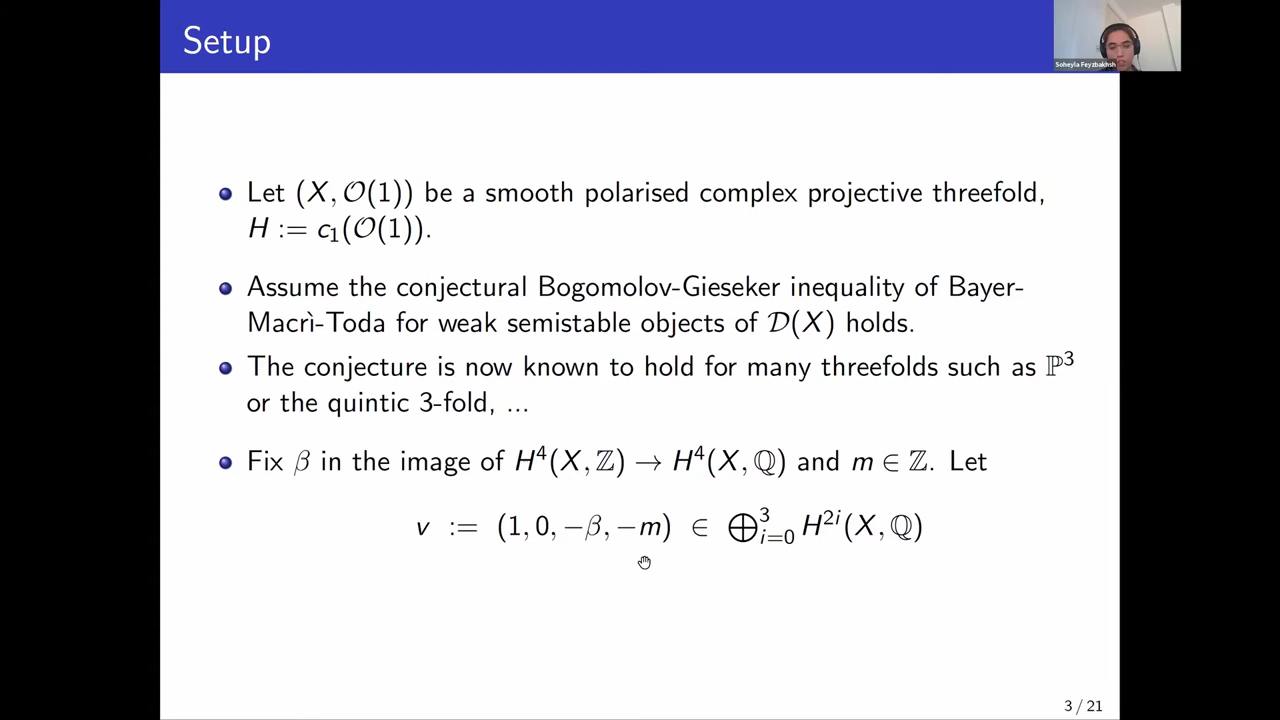 Setup
Soheyla Feyzbakhsh
Let (X, 𝒪(1)) be a smooth polarised complex projective threefold,
H := c₁(𝒪(1)).
Assume the conjectural Bogomolov-Gieseker inequality of Bayer-
Macrì-Toda for weak semistable objects of 𝒟(X) holds.
The conjecture is now known to hold for many threefolds such as ℙ³
or the quintic 3-fold, ...
Fix β in the image of H⁴(X, ℤ) → H⁴(X, ℚ) and m ∈ ℤ. Let
v := (1, 0, −β, −m) ∈ ⨁³ᵢ₌₀ H²ⁱ(X, ℚ)
3 / 21